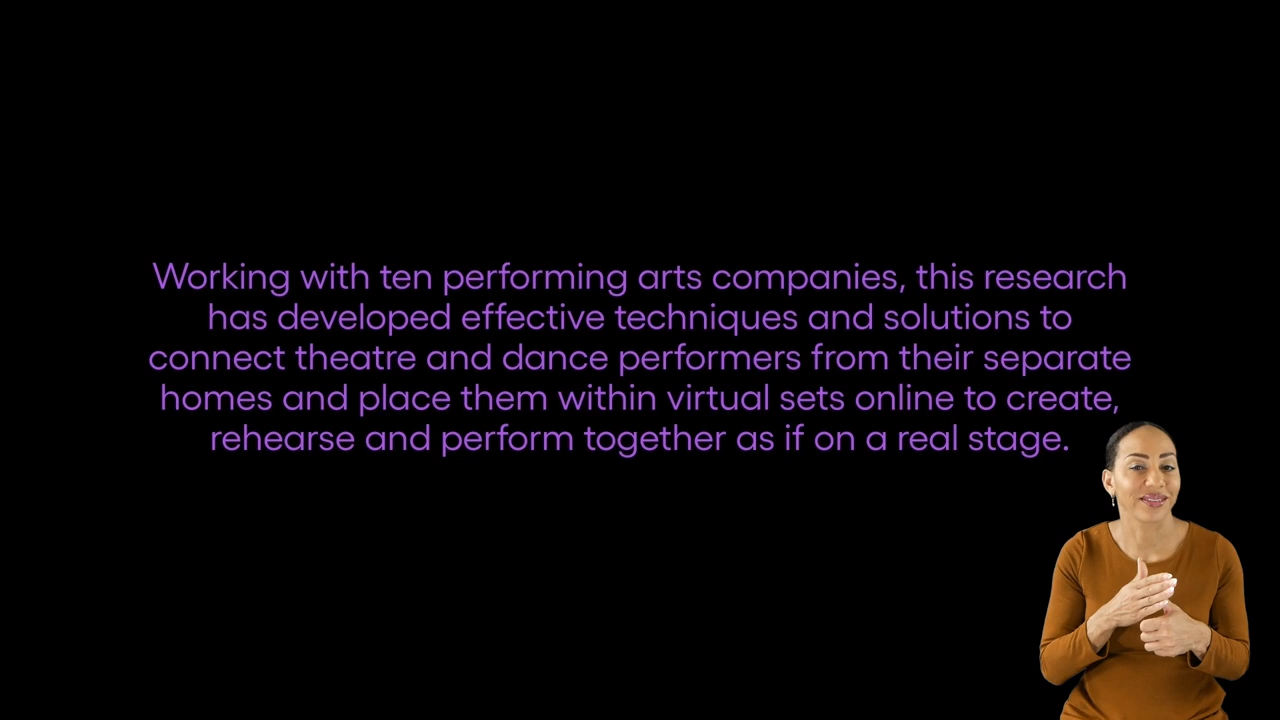 Working with ten performing arts companies, this research
has developed effective techniques and solutions to
connect theatre and dance performers from their separate
homes and place them within virtual sets online to create,
rehearse and perform together as if on a real stage.